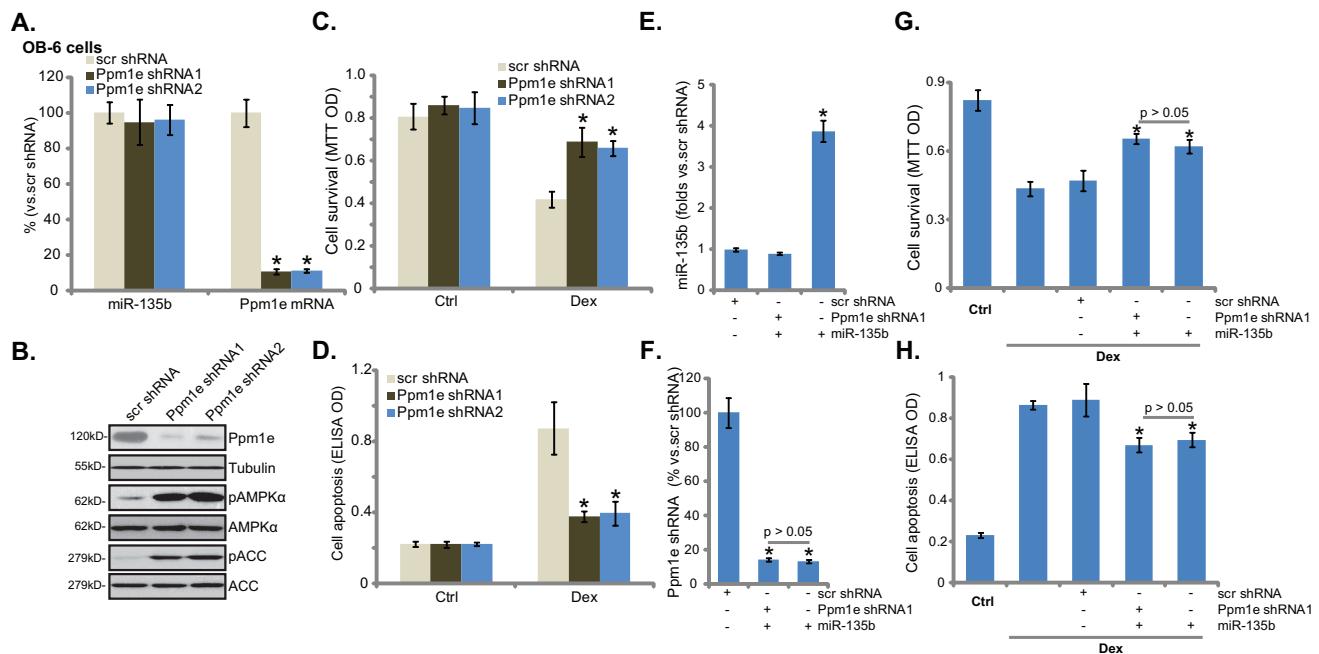 A.
OB-6 cells
scr shRNA
Ppm1e shRNA1
Ppm1e shRNA2
% (vs.scr shRNA)
120
100
80
60
40
20
0
miR-135b Ppm1e mRNA
B.
scr shRNA
Ppm1e shRNA1
Ppm1e shRNA2
120kD- Ppm1e
55kD- Tubulin
62kD- pAMPKα
62kD- AMPKα
279kD- pACC
279kD- ACC
C.
scr shRNA
Ppm1e shRNA1
Ppm1e shRNA2
Cell survival (MTT OD)
1.0
0.8
0.6
0.4
0.2
0
* *
Ctrl Dex
* *
D.
scr shRNA
Ppm1e shRNA1
Ppm1e shRNA2
Cell apoptosis (ELISA OD)
1.2
0.8
0.4
0
* *
Ctrl Dex
E.
miR-135b (folds vs.scr shRNA)
5
4
3
2
1
0
*
+ - - scr shRNA
- + - Ppm1e shRNA1
- + + miR-135b
F.
Ppm1e shRNA (% vs.scr shRNA)
120
100
80
60
40
20
0
p > 0.05
* *
+ - - scr shRNA
- + - Ppm1e shRNA1
- + + miR-135b
G.
Cell survival (MTT OD)
0.9
0.6
0.3
0
p > 0.05
* *
Ctrl
+ - - scr shRNA
- + - Ppm1e shRNA1
- + + miR-135b
Dex
H.
Cell apoptosis (ELISA OD)
1
0.8
0.6
0.4
0.2
0
p > 0.05
* *
Ctrl
+ - - scr shRNA
- + - Ppm1e shRNA1
- + + miR-135b
Dex